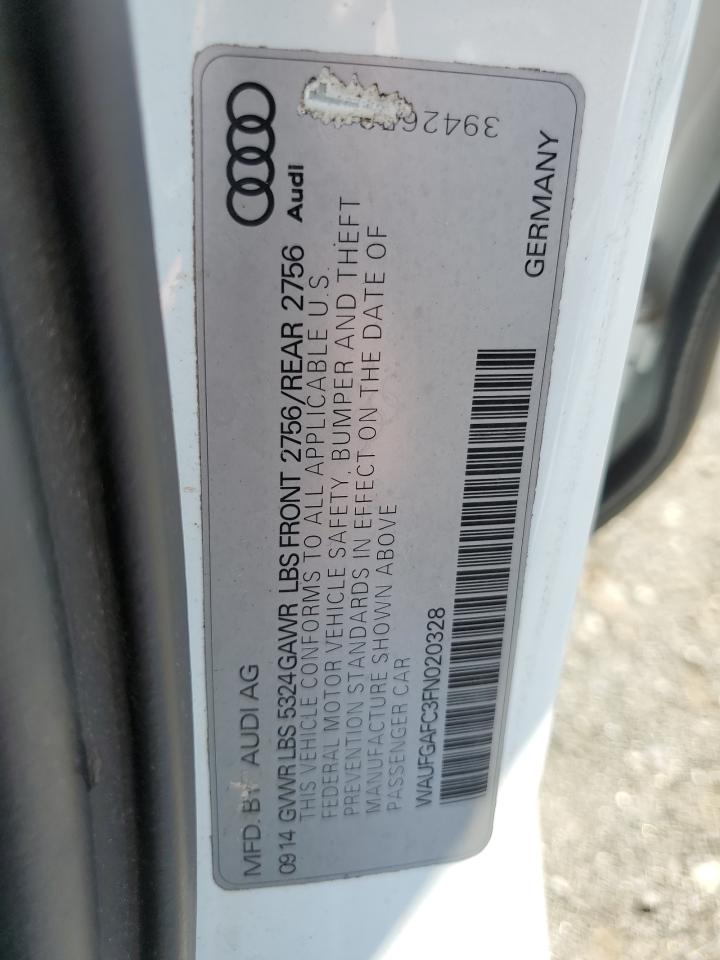 MFD. BY AUDI AG
0914 GVWR LBS 5324 GAWR LBS FRONT 2756/REAR 2756
THIS VEHICLE CONFORMS TO ALL APPLICABLE U.S.
FEDERAL MOTOR VEHICLE SAFETY, BUMPER AND THEFT
PREVENTION STANDARDS IN EFFECT ON THE DATE OF
MANUFACTURE SHOWN ABOVE
PASSENGER CAR
WAUFGAFC3FN020328
Audi
GERMANY